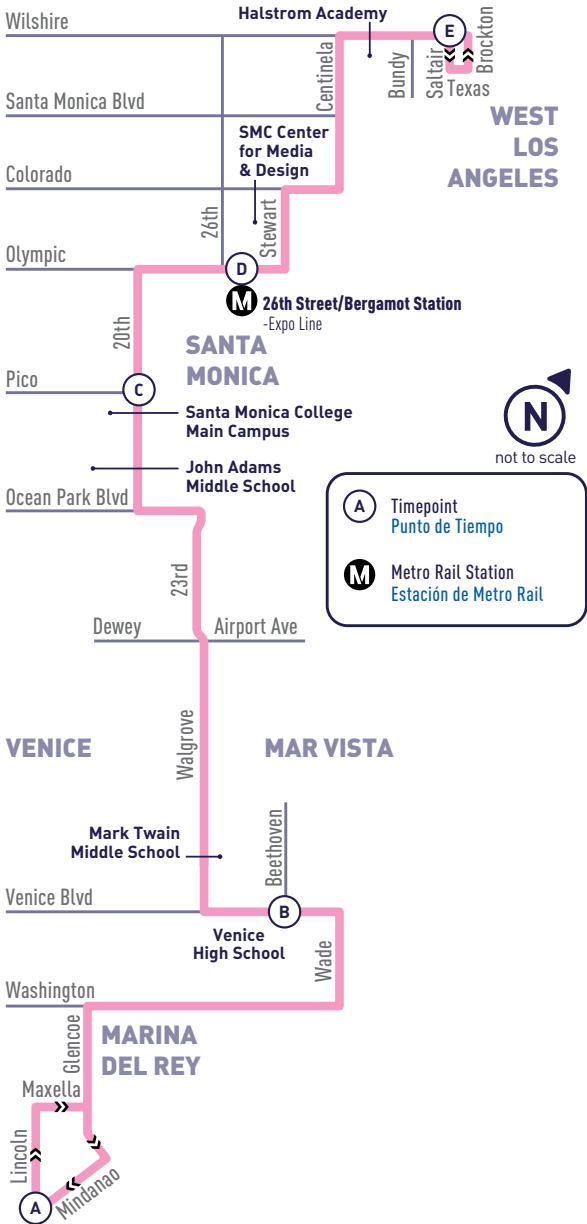 Wilshire
Halstrom Academy
E
Centinela
Bundy
Saltair
Brockton
Texas
Santa Monica Blvd
WEST
LOS
ANGELES
SMC Center
for Media
& Design
Colorado
26th
Stewart
Olympic
D
M
26th Street/Bergamot Station
-Expo Line
20th
SANTA
MONICA
Pico
C
Santa Monica College
Main Campus
N
not to scale
John Adams
Middle School
Ocean Park Blvd
A
Timepoint
Punto de Tiempo
M
Metro Rail Station
Estación de Metro Rail
23rd
Dewey
Airport Ave
Walgrove
VENICE
MAR VISTA
Mark Twain
Middle School
Beethoven
Venice Blvd
B
Venice
High School
Wade
Washington
Glencoe
MARINA
DEL REY
Maxella
Lincoln
Mindanao
A